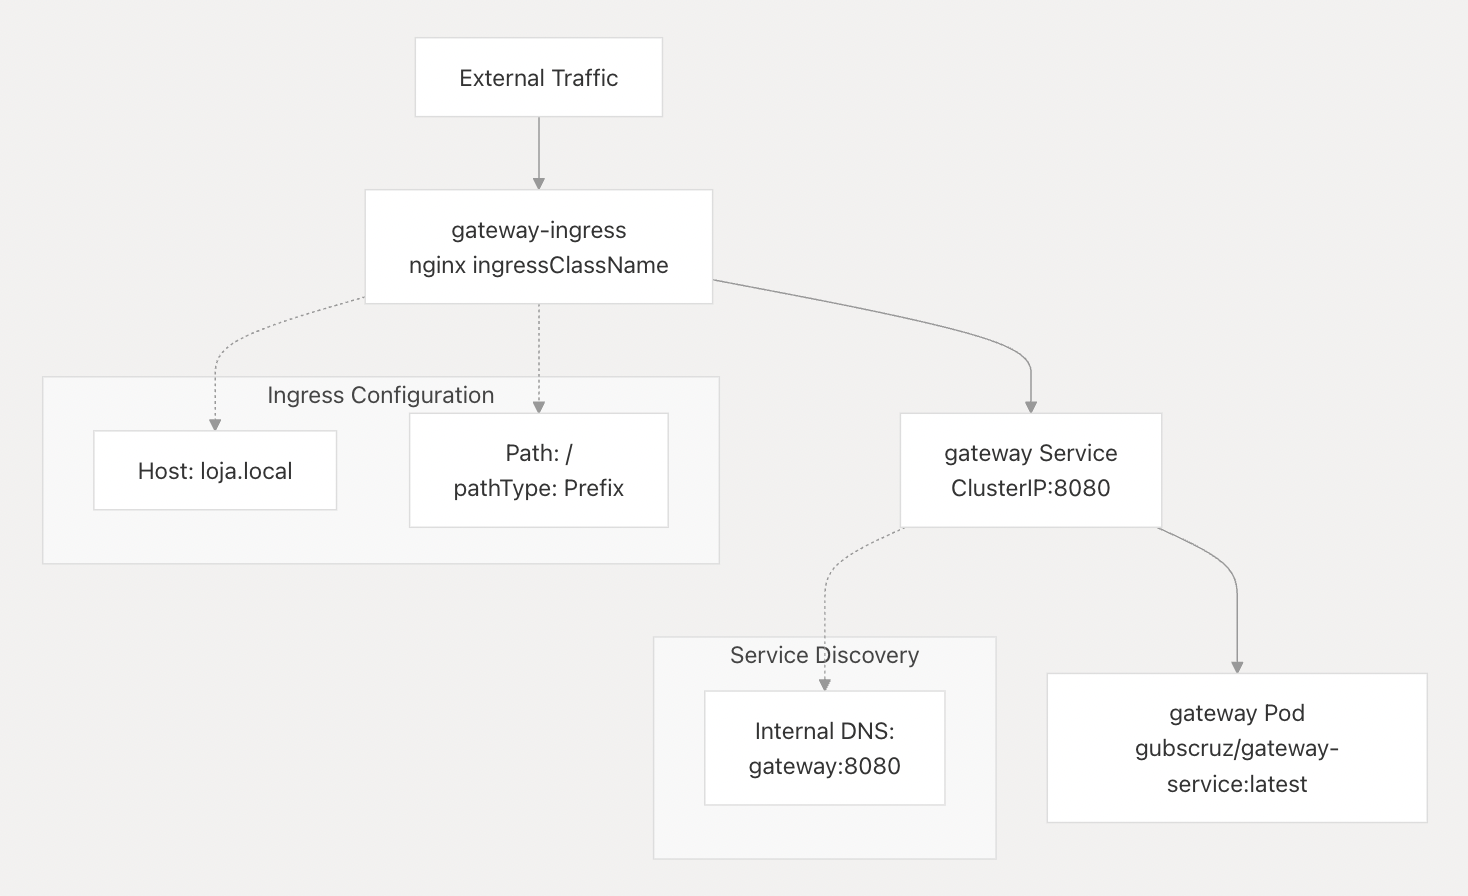 External Traffic
gateway-ingress
nginx ingressClassName
Ingress Configuration
Host: loja.local
Path: /
pathType: Prefix
gateway Service
ClusterIP:8080
Service Discovery
Internal DNS:
gateway:8080
gateway Pod
gubscruz/gateway-
service:latest